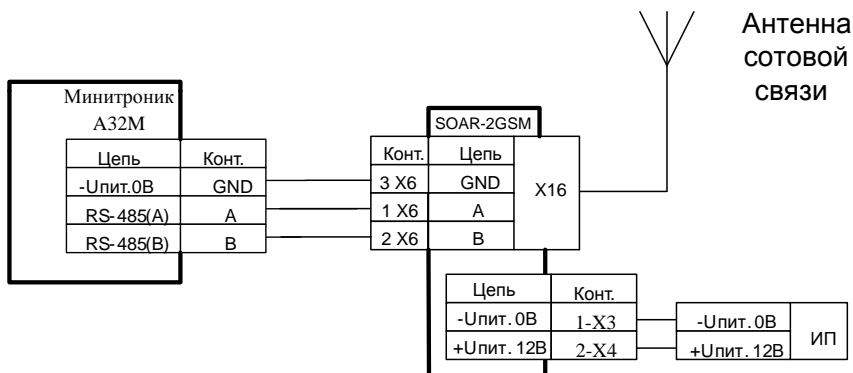 Антенна
сотовой
связи
Минитроник
А32М
Цепь Конт.
-Uпит.0В GND
RS-485(A) A
RS-485(B) B
SOAR-2GSM
Конт. Цепь
3 X6 GND X16
1 X6 A
2 X6 B
Цепь Конт.
-Uпит.0В 1-X3 -Uпит.0В ИП
+Uпит.12В 2-X4 +Uпит.12В